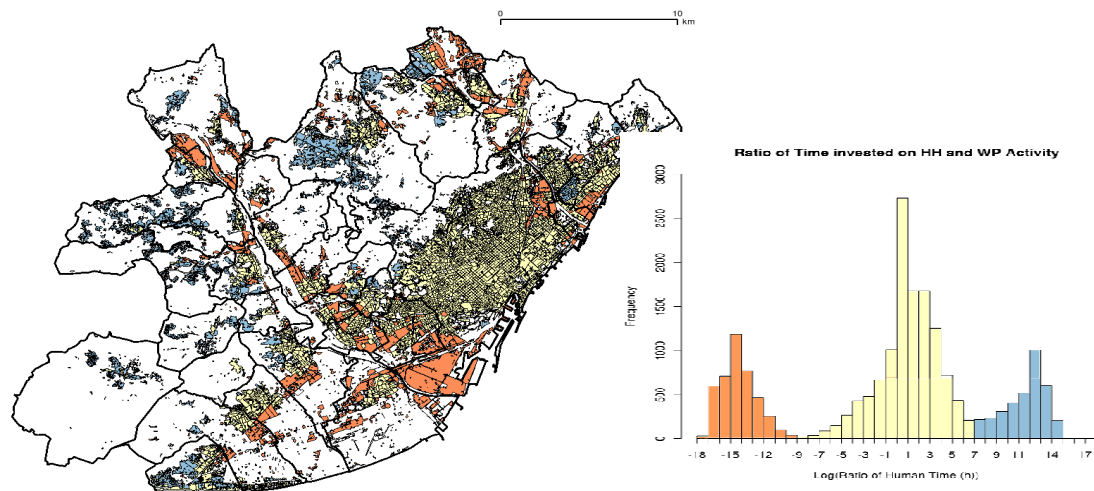 0 10
km
Ratio of Time invested on HH and WP Activity
Frequency
3000
2500
2000
1500
1000
500
0
-18 -15 -12 -9 -7 -5 -3 -1 1 3 5 7 9 11 14 17
Log(Ratio of Human Time (h))